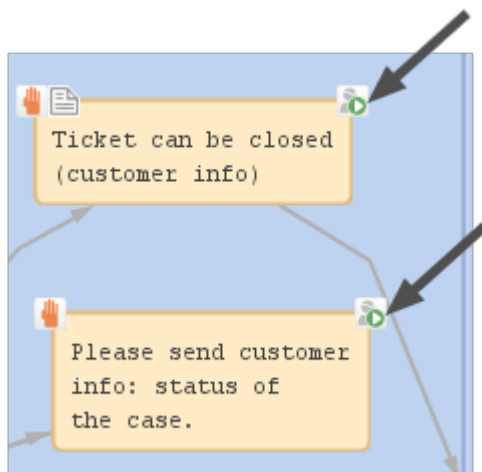 Ticket can be closed
(customer info)
Please send customer
info: status of
the case.